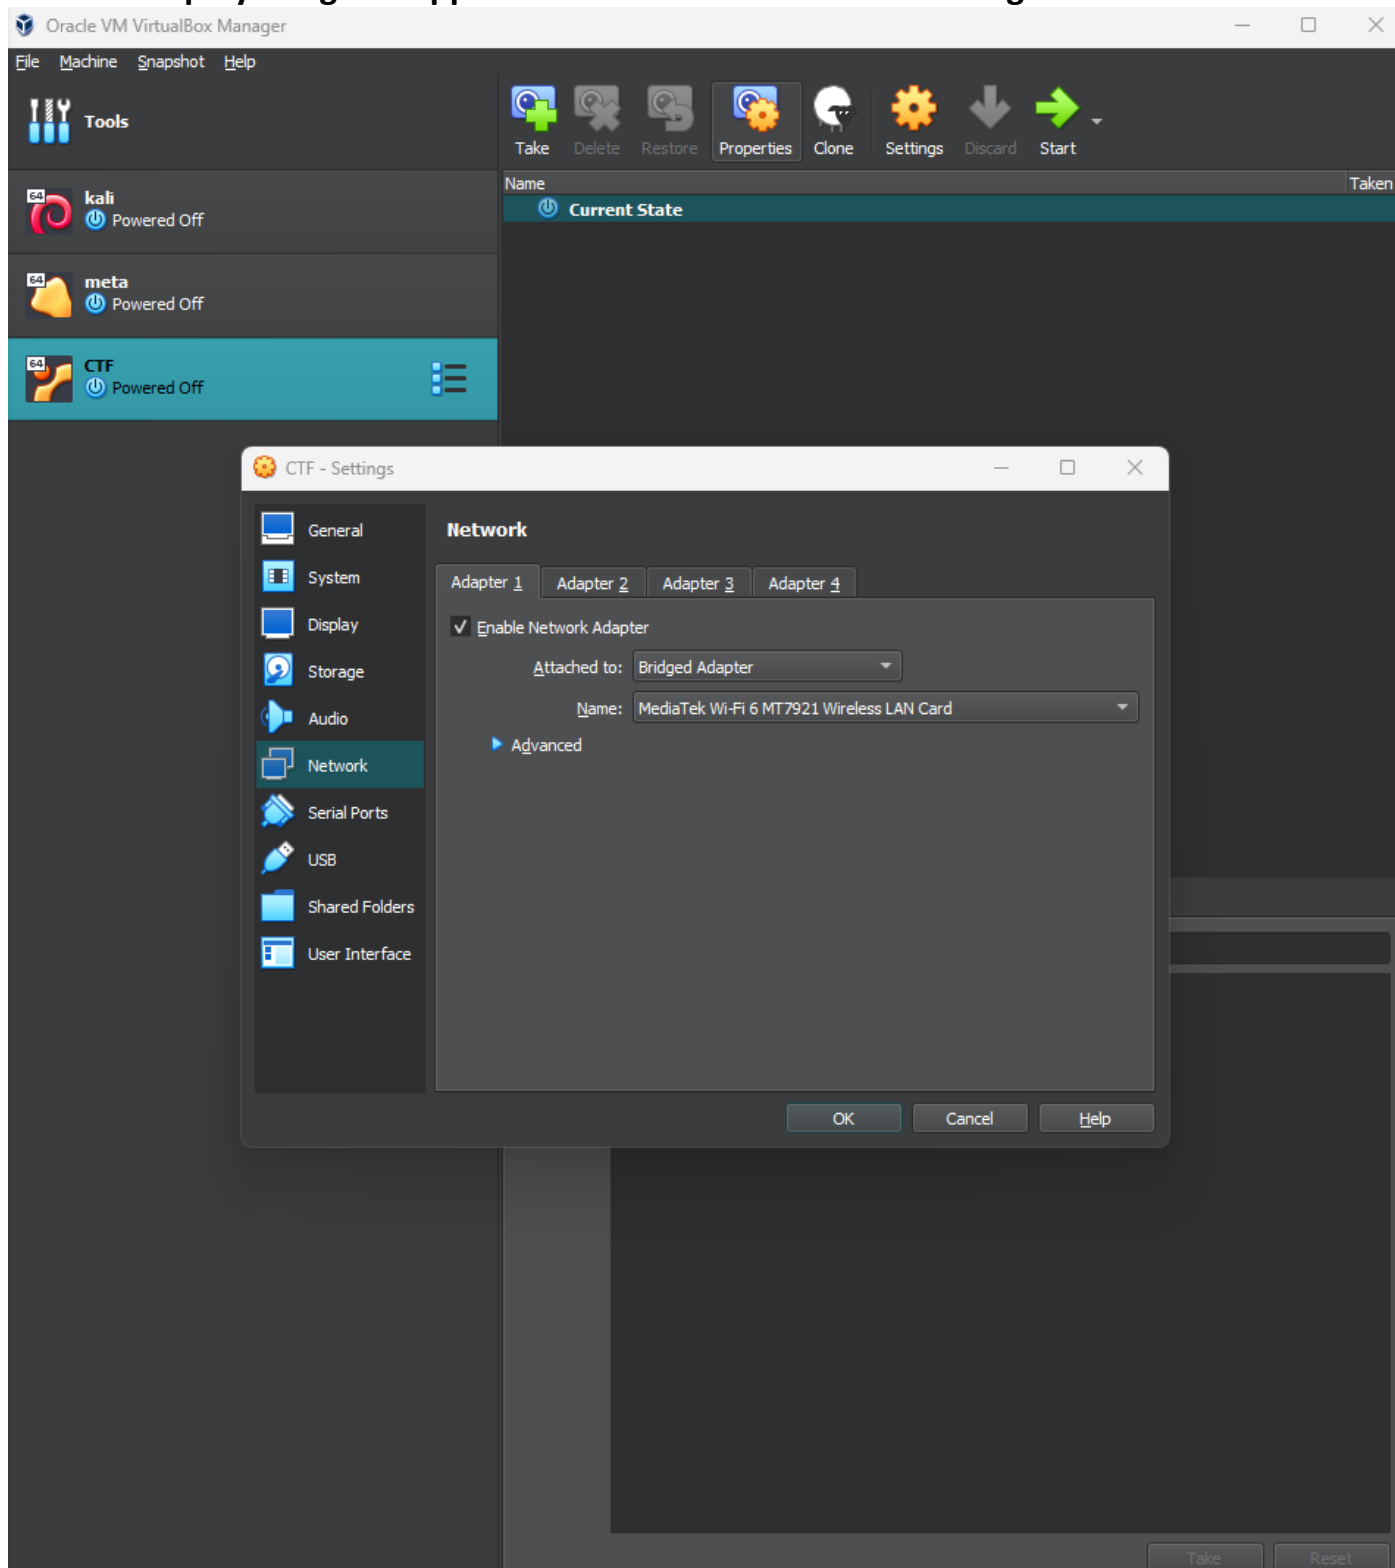 Oracle VM VirtualBox Manager
File Machine Snapshot Help
Tools
Take Delete Restore Properties Clone Settings Discard Start
Name Taken
Current State
64
kali
Powered Off
64
meta
Powered Off
64
CTF
Powered Off
CTF - Settings
General
System
Display
Storage
Audio
Network
Serial Ports
USB
Shared Folders
User Interface
Network
Adapter 1 Adapter 2 Adapter 3 Adapter 4
Enable Network Adapter
Attached to: Bridged Adapter
Name: MediaTek Wi-Fi 6 MT7921 Wireless LAN Card
Advanced
OK Cancel Help
Take Reset